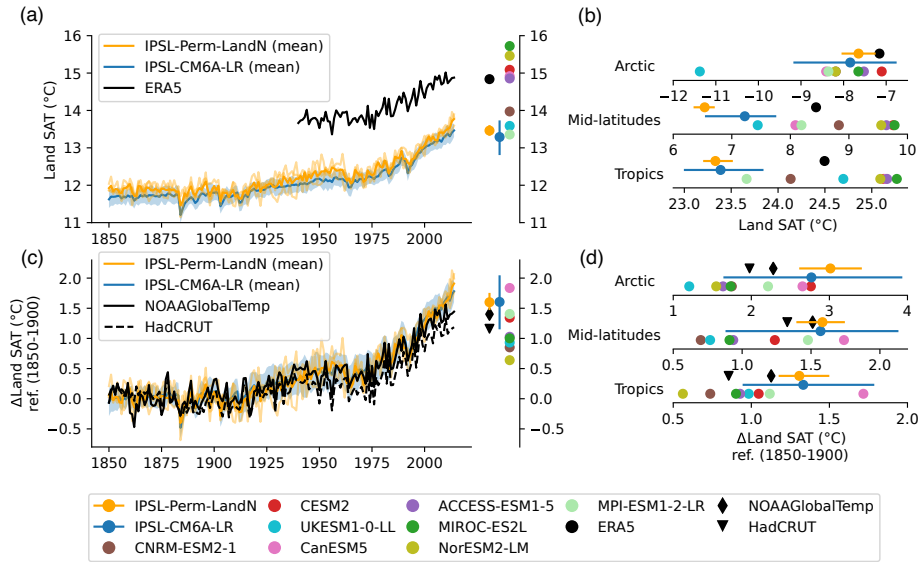 (a)
16
15
14
13
12
11
Land SAT (°C)
IPSL-Perm-LandN (mean)
IPSL-CM6A-LR (mean)
ERA5
1850
1875
1900
1925
1950
1975
2000
16
15
14
13
12
11
(b)
Arctic
−12 −11 −10 −9 −8 −7
Mid-latitudes
6 7 8 9 10
Tropics
23.0 23.5 24.0 24.5 25.0
Land SAT (°C)
(c)
2.0
1.5
1.0
0.5
0.0
−0.5
ΔLand SAT (°C)
ref. (1850-1900)
IPSL-Perm-LandN (mean)
IPSL-CM6A-LR (mean)
NOAAGlobalTemp
HadCRUT
1850
1875
1900
1925
1950
1975
2000
2.0
1.5
1.0
0.5
0.0
−0.5
(d)
Arctic
1 2 3 4
Mid-latitudes
0.5 1.0 1.5 2.0
Tropics
0.5 1.0 1.5 2.0
ΔLand SAT (°C)
ref. (1850-1900)
IPSL-Perm-LandN CESM2 ACCESS-ESM1-5 MPI-ESM1-2-LR NOAAGlobalTemp
IPSL-CM6A-LR UKESM1-0-LL MIROC-ES2L ERA5 HadCRUT
CNRM-ESM2-1 CanESM5 NorESM2-LM